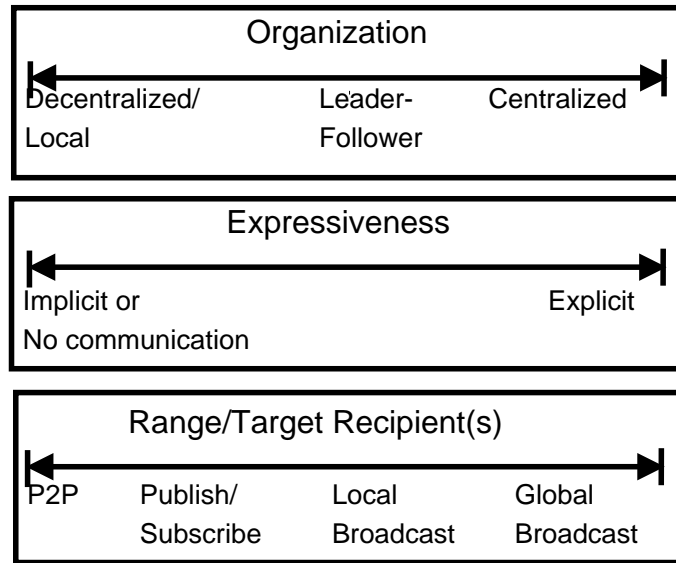 Organization
Decentralized/ Leader- Centralized
Local Follower
Expressiveness
Implicit or Explicit
No communication
Range/Target Recipient(s)
P2P Publish/ Local Global
Subscribe Broadcast Broadcast